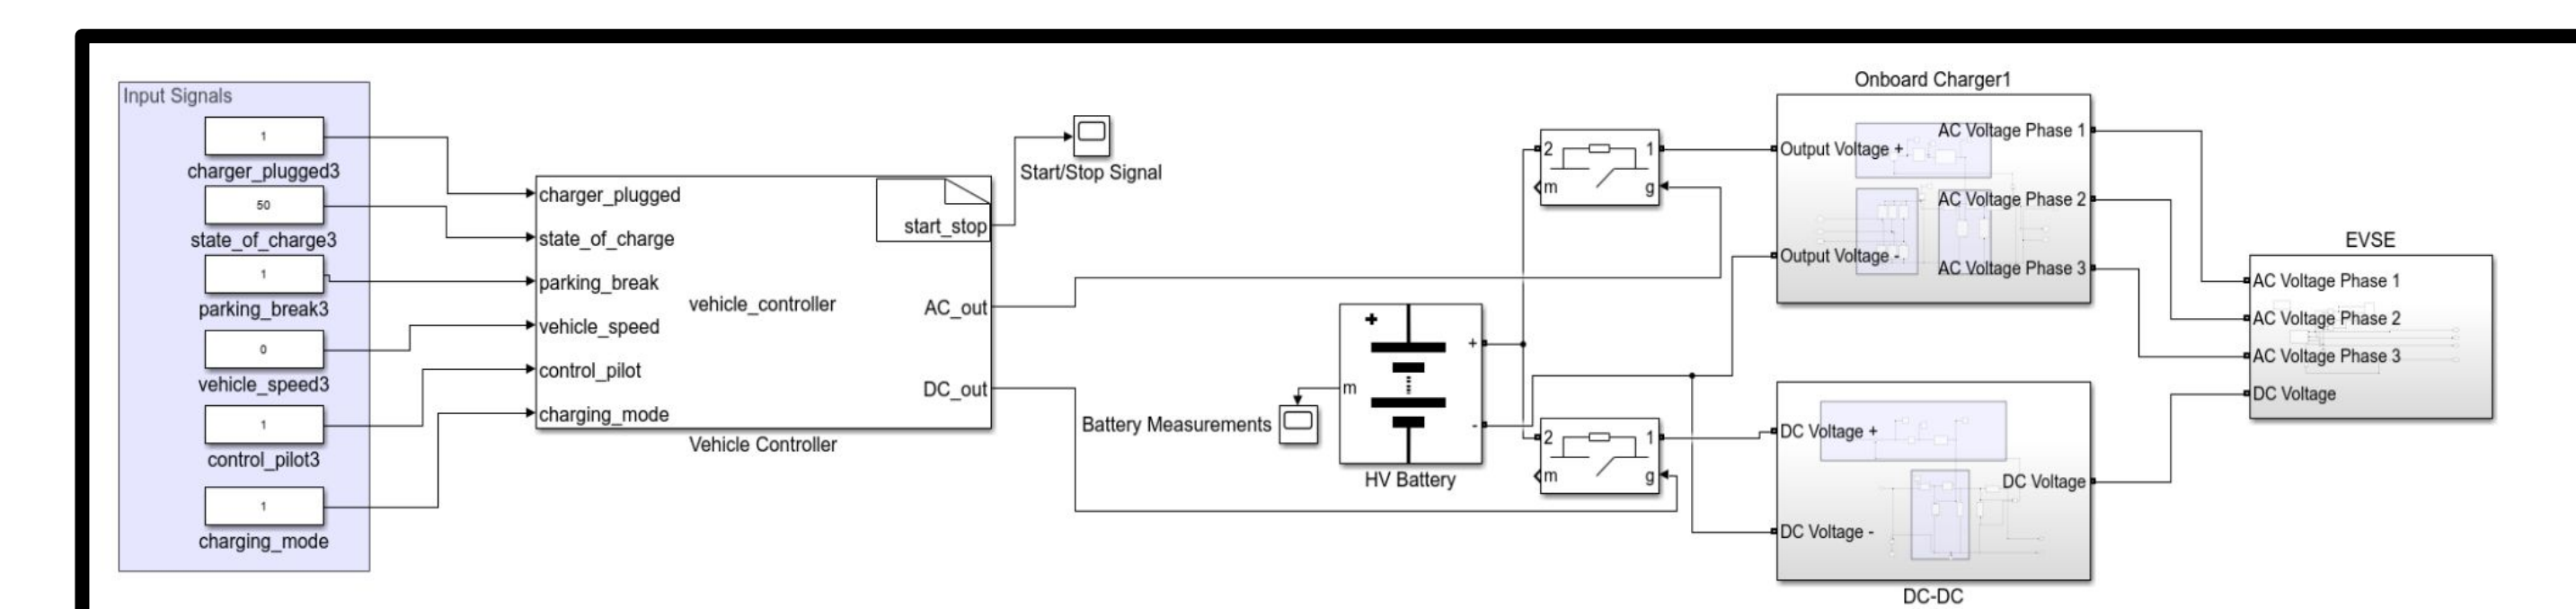 Input Signals
1
charger_plugged3
50
state_of_charge3
1
parking_break3
0
vehicle_speed3
1
control_pilot3
1
charging_mode
charger_plugged
state_of_charge
parking_break
vehicle_speed
control_pilot
charging_mode
vehicle_controller
start_stop
AC_out
DC_out
Vehicle Controller
Start/Stop Signal
Battery Measurements
+
m
+
-
HV Battery
2
1
m
g
2
1
m
g
Onboard Charger1
Output Voltage +
Output Voltage -
AC Voltage Phase 1
AC Voltage Phase 2
AC Voltage Phase 3
DC Voltage +
DC Voltage -
DC Voltage
DC-DC
EVSE
AC Voltage Phase 1
AC Voltage Phase 2
AC Voltage Phase 3
DC Voltage